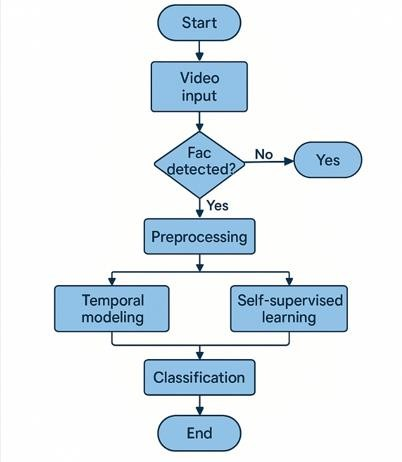 Start
Video
input
Fac
detected?
No
Yes
Yes
Preprocessing
Temporal
modeling
Self-supervised
learning
Classification
End